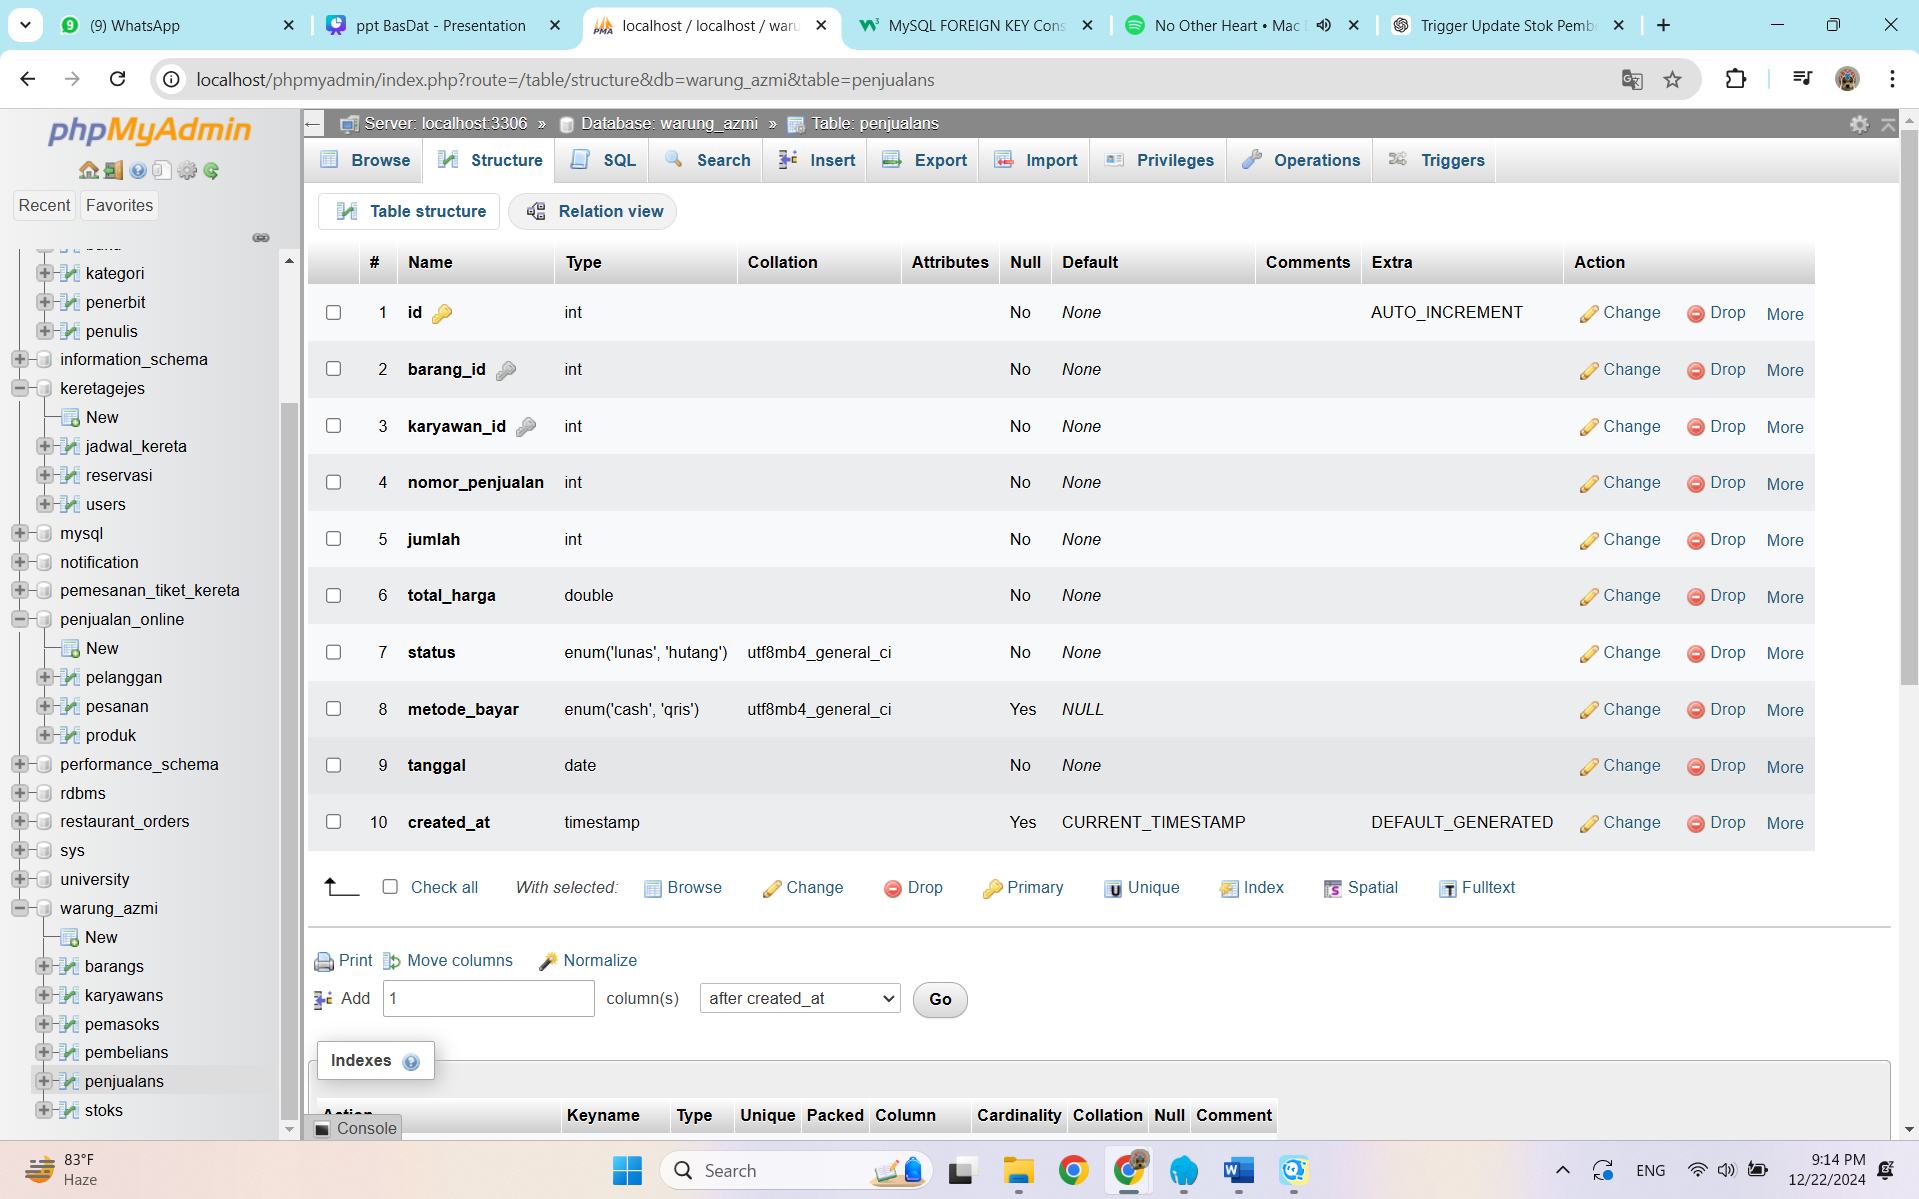 (9) WhatsApp
ppt BasDat - Presentation
localhost / localhost / waru
MySQL FOREIGN KEY Cons
No Other Heart • Mac
Trigger Update Stok Pemb
localhost/phpmyadmin/index.php?route=/table/structure&db=warung_azmi&table=penjualans
phpMyAdmin
Recent Favorites
kategori
penerbit
penulis
information_schema
keretagejes
New
jadwal_kereta
reservasi
users
mysql
notification
pemesanan_tiket_kereta
penjualan_online
New
pelanggan
pesanan
produk
performance_schema
rdbms
restaurant_orders
sys
university
warung_azmi
New
barangs
karyawans
pemasoks
pembelians
penjualans
stoks
Server: localhost:3306 » Database: warung_azmi » Table: penjualans
Browse Structure SQL Search Insert Export Import Privileges Operations Triggers
Table structure Relation view
# Name Type Collation Attributes Null Default Comments Extra Action
1 id int No None AUTO_INCREMENT Change Drop More
2 barang_id int No None Change Drop More
3 karyawan_id int No None Change Drop More
4 nomor_penjualan int No None Change Drop More
5 jumlah int No None Change Drop More
6 total_harga double No None Change Drop More
7 status enum('lunas', 'hutang') utf8mb4_general_ci No None Change Drop More
8 metode_bayar enum('cash', 'qris') utf8mb4_general_ci Yes NULL Change Drop More
9 tanggal date No None Change Drop More
10 created_at timestamp Yes CURRENT_TIMESTAMP DEFAULT_GENERATED Change Drop More
Check all With selected: Browse Change Drop Primary Unique Index Spatial Fulltext
Print Move columns Normalize
Add 1 column(s) after created_at Go
Indexes
Action Keyname Type Unique Packed Column Cardinality Collation Null Comment
Console
83°F
Haze
Search
ENG
9:14 PM
12/22/2024